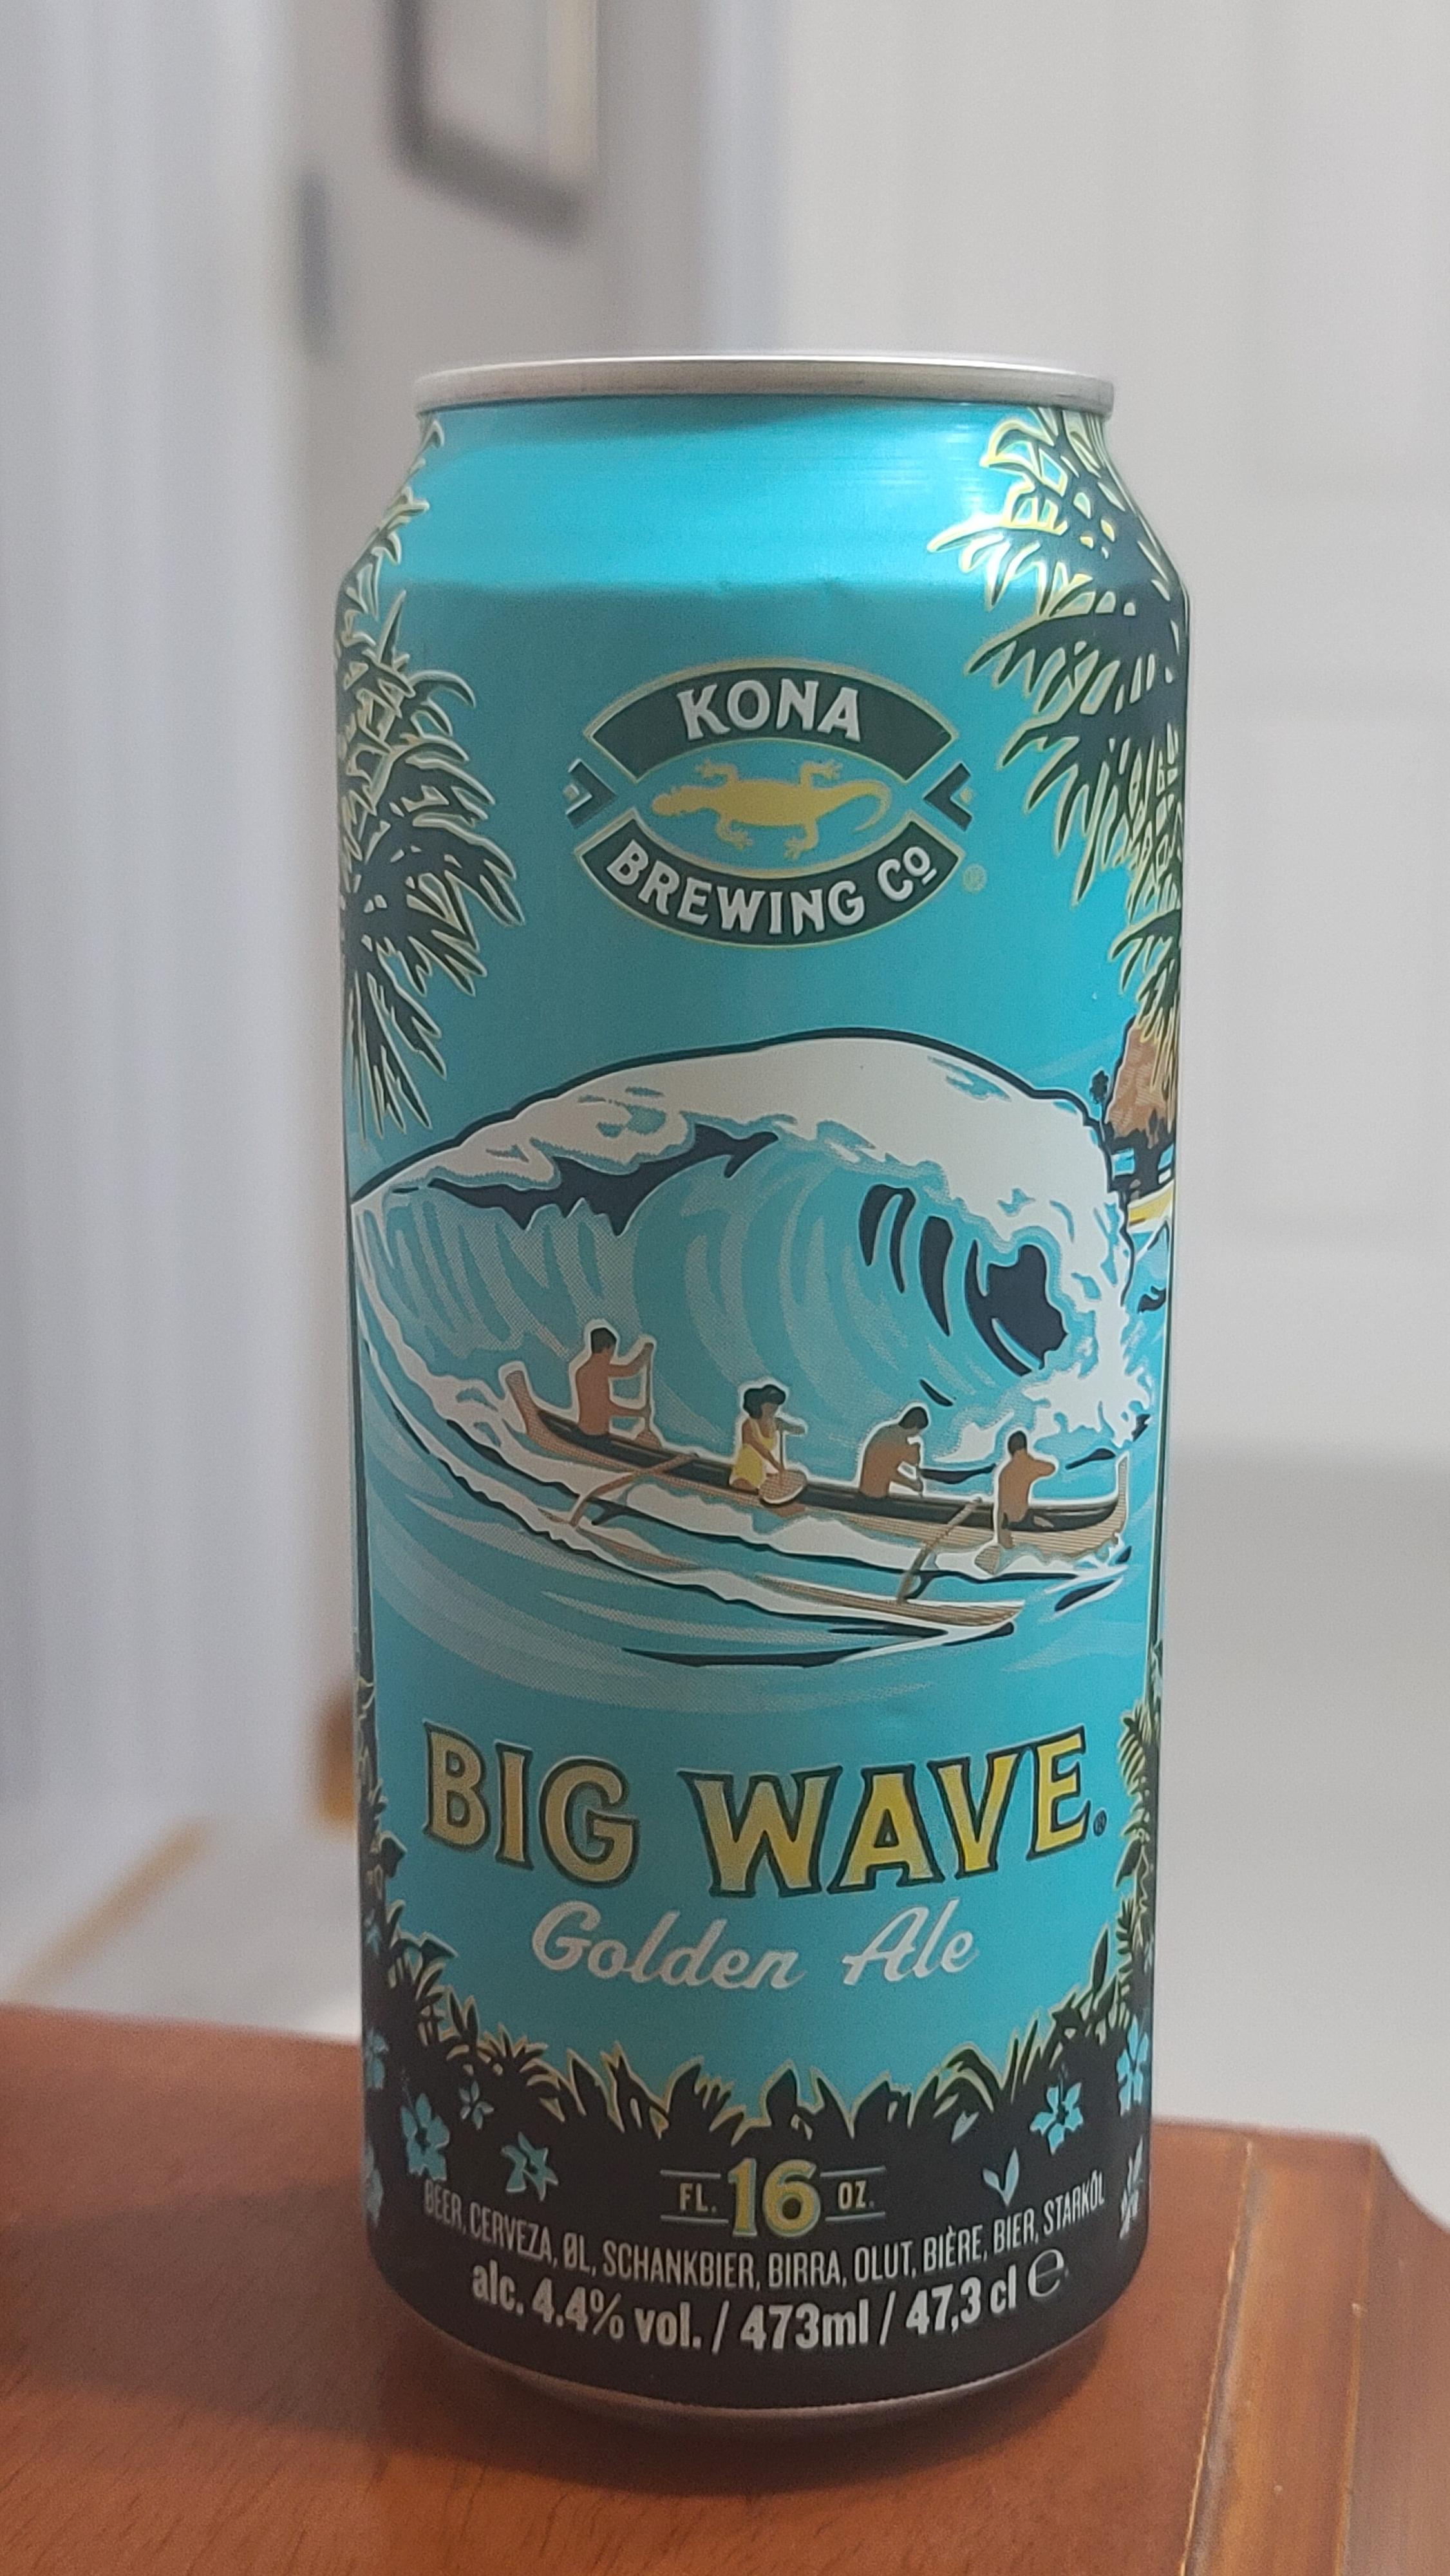 KONA
BREWING Cº
®
BIG WAVE®
Golden Ale
FL. 16 OZ.
BEER, CERVEZA, ØL, SCHANKBIER, BIRRA, OLUT, BIÈRE, BIER, STARKÖL
alc. 4.4% vol. / 473ml / 47,3 cl ℮